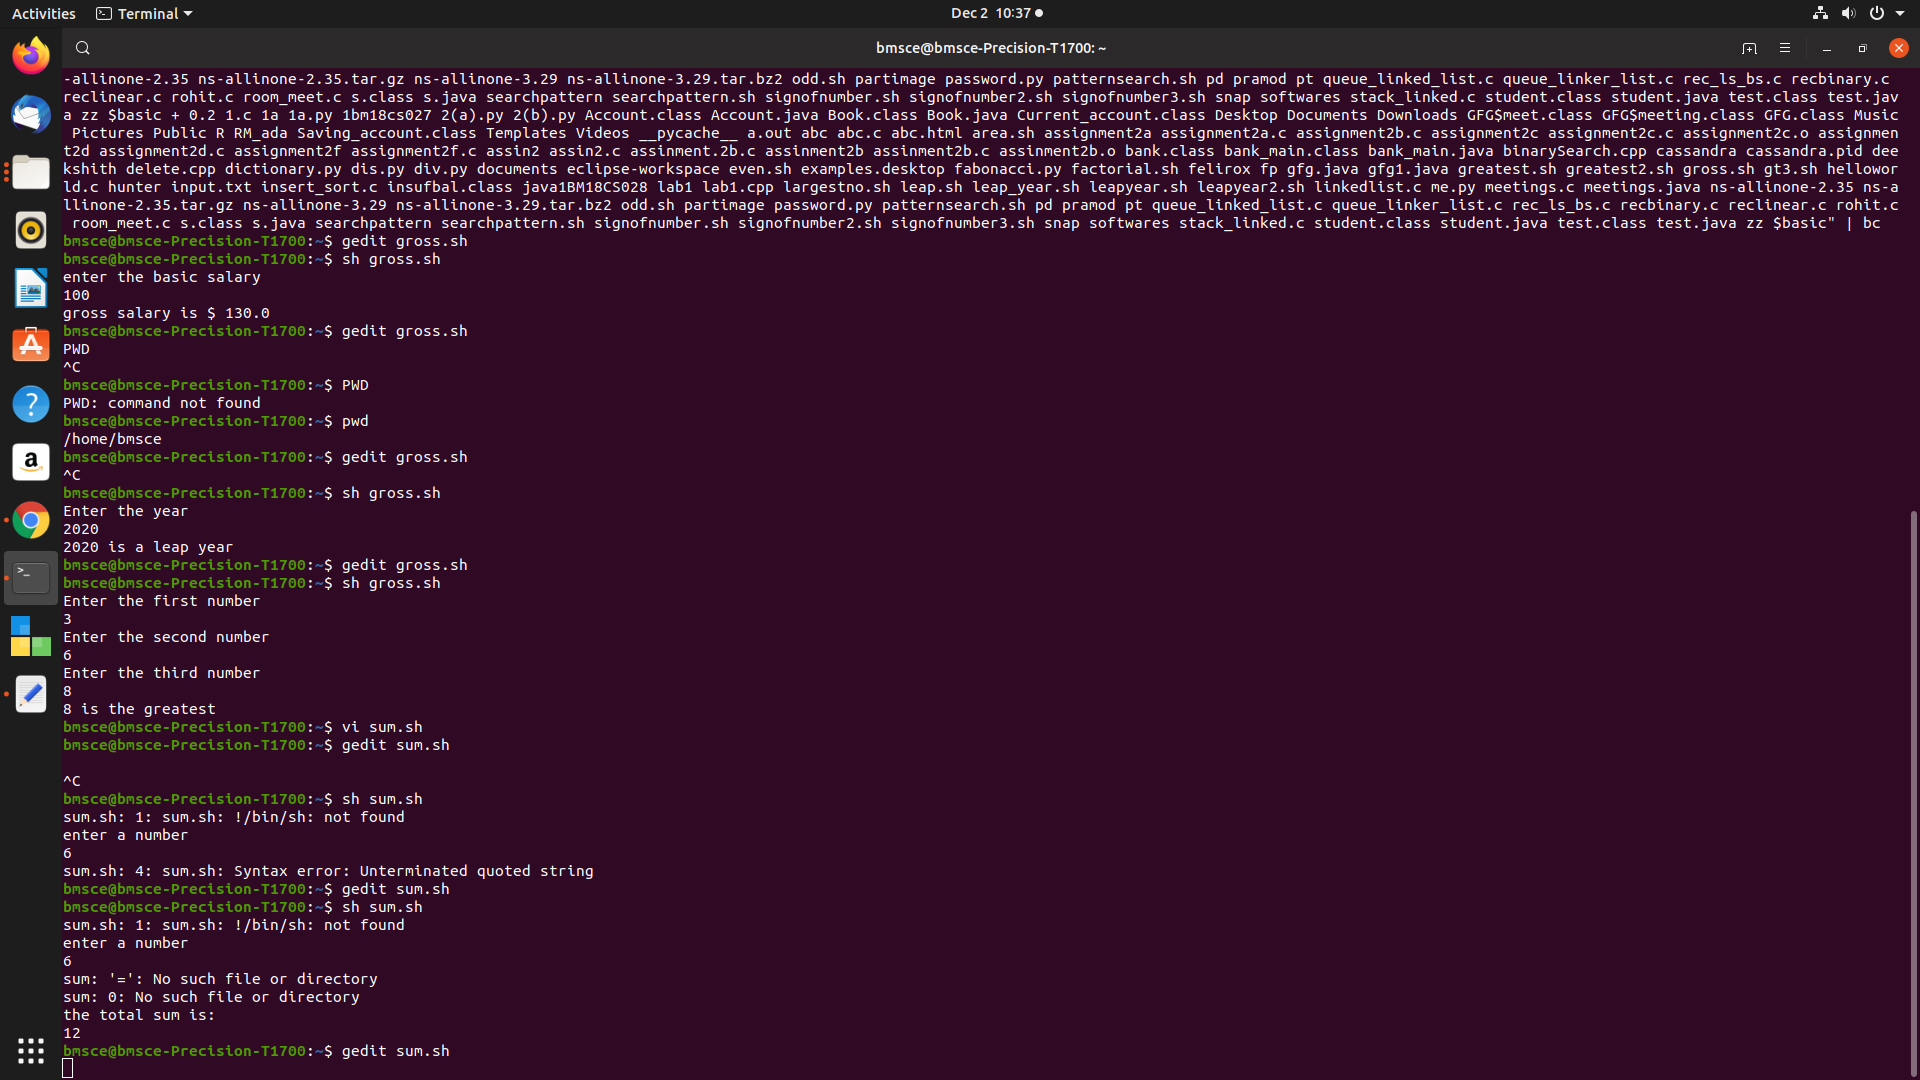 Activities Terminal Dec 2 10:37
bmsce@bmsce-Precision-T1700: ~
-allinone-2.35 ns-allinone-2.35.tar.gz ns-allinone-3.29 ns-allinone-3.29.tar.bz2 odd.sh partimage password.py patternsearch.sh pd pramod pt queue_linked_list.c queue_linker_list.c rec_ls_bs.c recbinary.c
reclinear.c rohit.c room_meet.c s.class s.java searchpattern searchpattern.sh signofnumber.sh signofnumber2.sh signofnumber3.sh snap softwares stack_linked.c student.class student.java test.class test.jav
a zz $basic + 0.2 1.c 1a 1a.py 1bm18cs027 2(a).py 2(b).py Account.class Account.java Book.class Book.java Current_account.class Desktop Documents Downloads GFG$meet.class GFG$meeting.class GFG.class Music
Pictures Public R RM_ada Saving_account.class Templates Videos __pycache__ a.out abc abc.c abc.html area.sh assignment2a assignment2a.c assignment2b.c assignment2c assignment2c.c assignment2c.o assignmen
t2d assignment2d.c assignment2f assignment2f.c assin2 assin2.c assinment.2b.c assinment2b assinment2b.c assinment2b.o bank.class bank_main.class bank_main.java binarySearch.cpp cassandra cassandra.pid dee
kshith delete.cpp dictionary.py dis.py div.py documents eclipse-workspace even.sh examples.desktop fabonacci.py factorial.sh felirox fp gfg.java gfg1.java greatest.sh greatest2.sh gross.sh gt3.sh hellowor
ld.c hunter input.txt insert_sort.c insufbal.class java1BM18CS028 lab1 lab1.cpp largestno.sh leap.sh leap_year.sh leapyear.sh leapyear2.sh linkedlist.c me.py meetings.c meetings.java ns-allinone-2.35 ns-a
llinone-2.35.tar.gz ns-allinone-3.29 ns-allinone-3.29.tar.bz2 odd.sh partimage password.py patternsearch.sh pd pramod pt queue_linked_list.c queue_linker_list.c rec_ls_bs.c recbinary.c reclinear.c rohit.c
room_meet.c s.class s.java searchpattern searchpattern.sh signofnumber.sh signofnumber2.sh signofnumber3.sh snap softwares stack_linked.c student.class student.java test.class test.java zz $basic" | bc
bmsce@bmsce-Precision-T1700:~$ gedit gross.sh
bmsce@bmsce-Precision-T1700:~$ sh gross.sh
enter the basic salary
100
gross salary is $ 130.0
bmsce@bmsce-Precision-T1700:~$ gedit gross.sh
PWD
^C
bmsce@bmsce-Precision-T1700:~$ PWD
PWD: command not found
bmsce@bmsce-Precision-T1700:~$ pwd
/home/bmsce
bmsce@bmsce-Precision-T1700:~$ gedit gross.sh
^C
bmsce@bmsce-Precision-T1700:~$ sh gross.sh
Enter the year
2020
2020 is a leap year
bmsce@bmsce-Precision-T1700:~$ gedit gross.sh
bmsce@bmsce-Precision-T1700:~$ sh gross.sh
Enter the first number
3
Enter the second number
6
Enter the third number
8
8 is the greatest
bmsce@bmsce-Precision-T1700:~$ vi sum.sh
bmsce@bmsce-Precision-T1700:~$ gedit sum.sh
^C
bmsce@bmsce-Precision-T1700:~$ sh sum.sh
sum.sh: 1: sum.sh: !/bin/sh: not found
enter a number
6
sum.sh: 4: sum.sh: Syntax error: Unterminated quoted string
bmsce@bmsce-Precision-T1700:~$ gedit sum.sh
bmsce@bmsce-Precision-T1700:~$ sh sum.sh
sum.sh: 1: sum.sh: !/bin/sh: not found
enter a number
6
sum: '=': No such file or directory
sum: 0: No such file or directory
the total sum is:
12
bmsce@bmsce-Precision-T1700:~$ gedit sum.sh